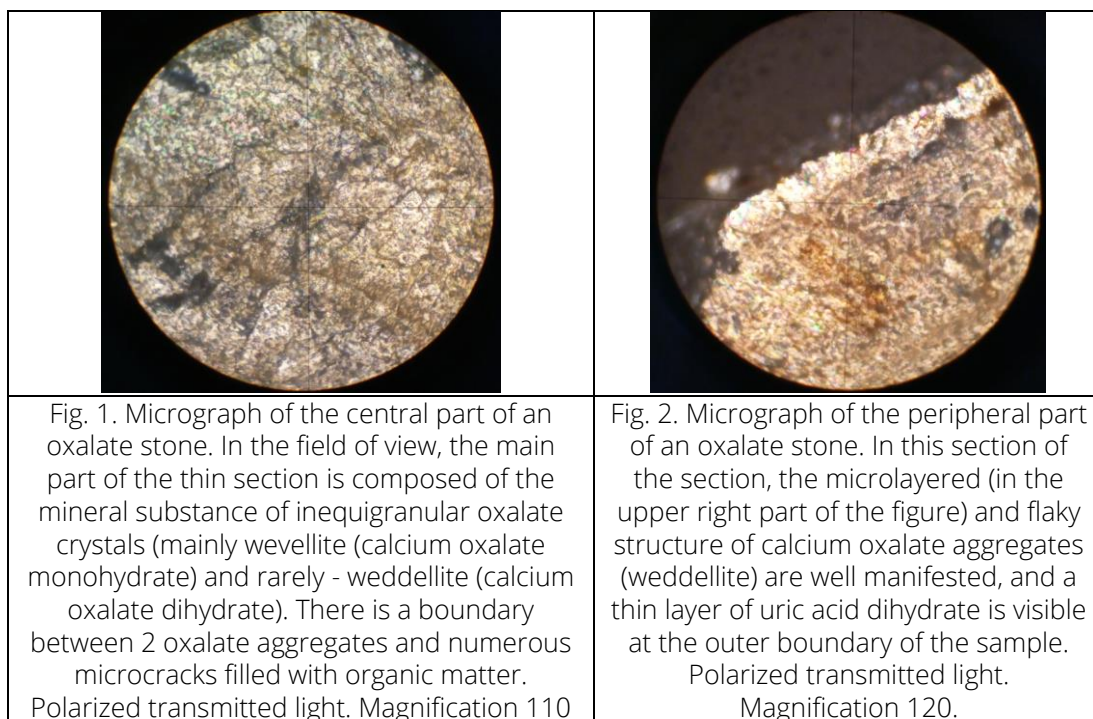 Fig. 1. Micrograph of the central part of an
oxalate stone. In the field of view, the main
part of the thin section is composed of the
mineral substance of inequigranular oxalate
crystals (mainly wevellite (calcium oxalate
monohydrate) and rarely - weddellite (calcium
oxalate dihydrate). There is a boundary
between 2 oxalate aggregates and numerous
microcracks filled with organic matter.
Polarized transmitted light. Magnification 110
Fig. 2. Micrograph of the peripheral part
of an oxalate stone. In this section of
the section, the microlayered (in the
upper right part of the figure) and flaky
structure of calcium oxalate aggregates
(weddellite) are well manifested, and a
thin layer of uric acid dihydrate is visible
at the outer boundary of the sample.
Polarized transmitted light.
Magnification 120.